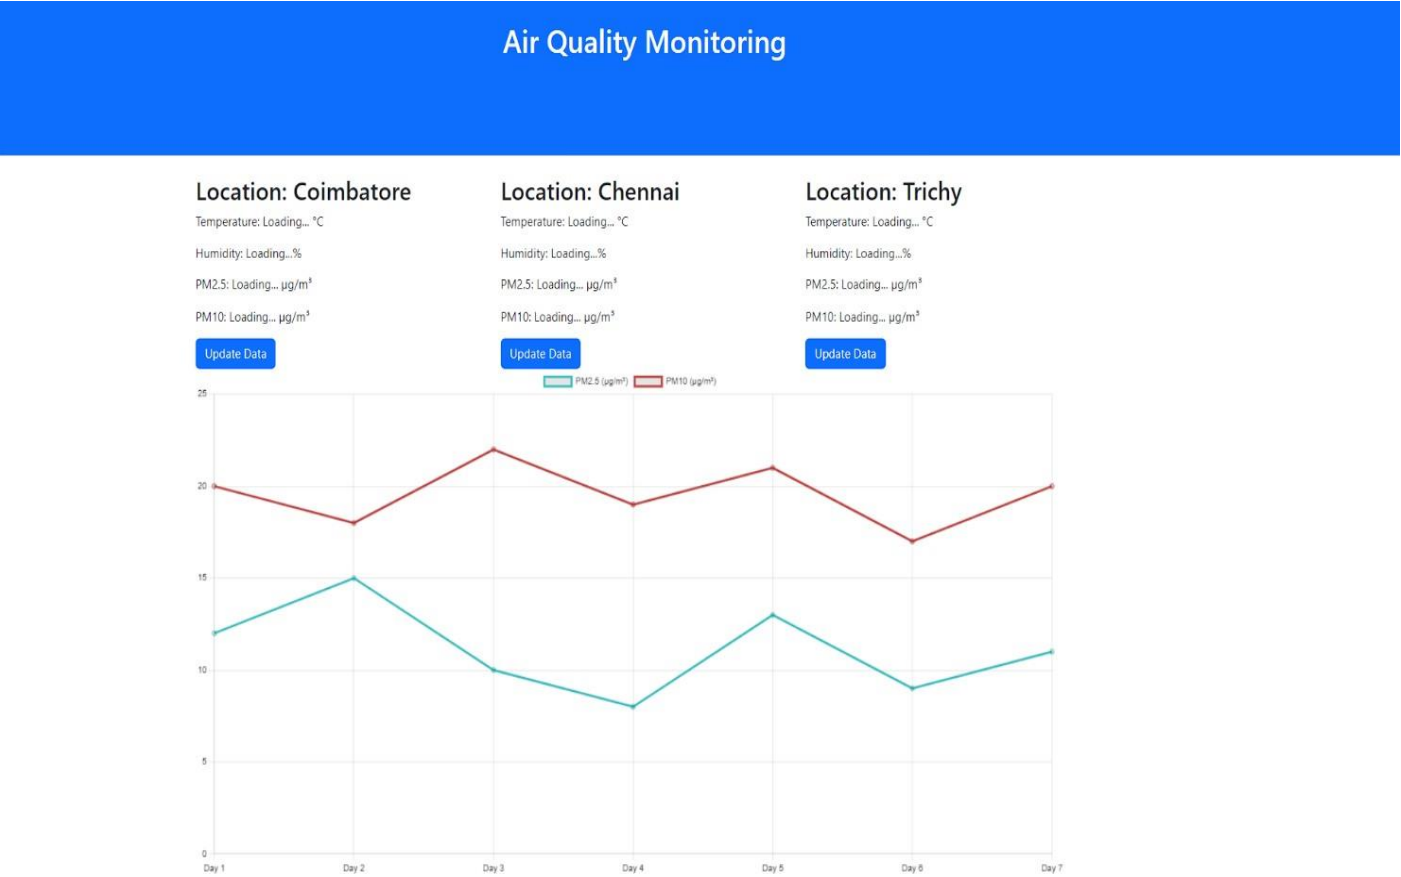 Air Quality Monitoring
Location: Coimbatore
Temperature: Loading... °C
Humidity: Loading...%
PM2.5: Loading... µg/m³
PM10: Loading... µg/m³
Update Data
Location: Chennai
Temperature: Loading... °C
Humidity: Loading...%
PM2.5: Loading... µg/m³
PM10: Loading... µg/m³
Update Data
Location: Trichy
Temperature: Loading... °C
Humidity: Loading...%
PM2.5: Loading... µg/m³
PM10: Loading... µg/m³
Update Data
PM2.5 (µg/m³) PM10 (µg/m³)
25
20
15
10
5
0
Day 1 Day 2 Day 3 Day 4 Day 5 Day 6 Day 7